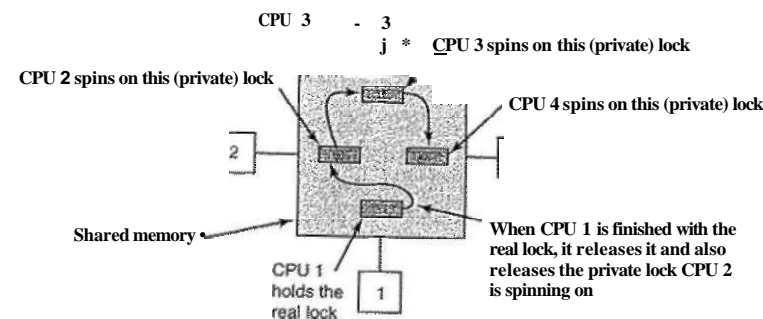 CPU 3 - 3
j * CPU 3 spins on this (private) lock
CPU 2 spins on this (private) lock
CPU 4 spins on this (private) lock
2
Shared memory •
When CPU 1 is finished with the
real lock, it releases it and also
releases the private lock CPU 2
is spinning on
CPU 1
holds the
real lock
1